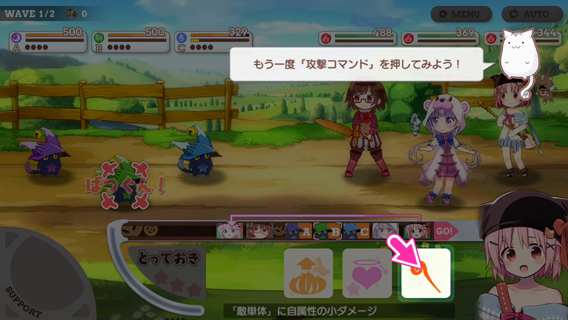 WAVE 1/2 0
MENU
AUTO
500
500
329
488
369
344
A
B
C
もう一度「攻撃コマンド」を押してみよう！
ばつぐん！
A B C
GO!
とっておき
SUPPORT
「敵単体」に自属性の小ダメージ